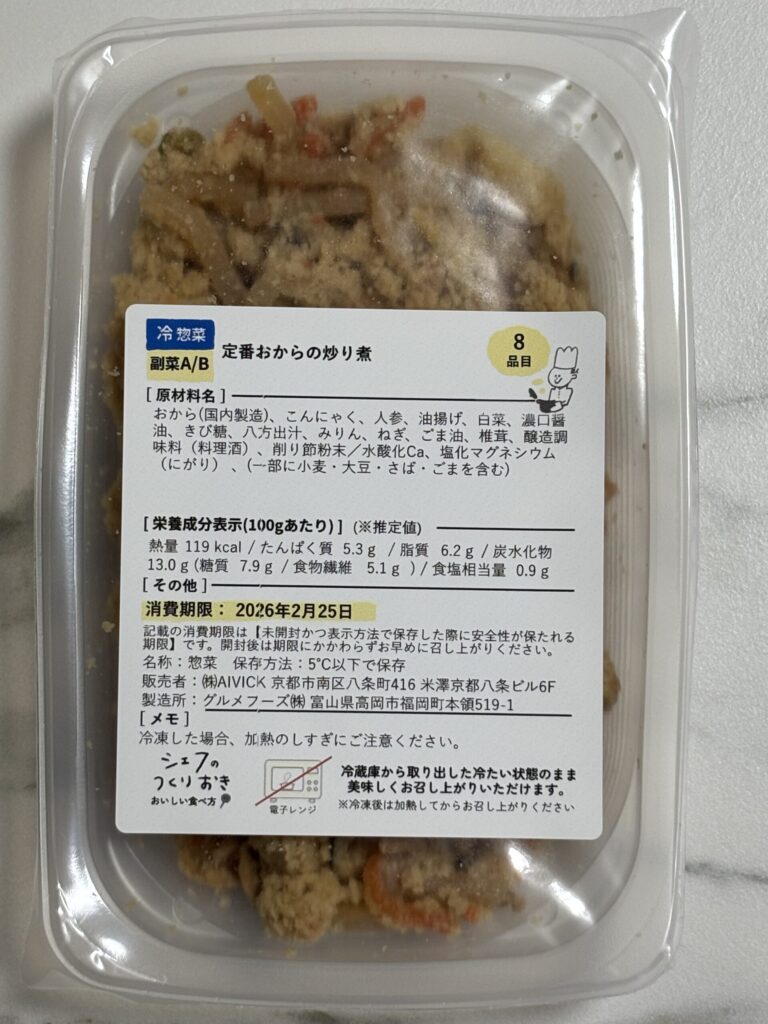 冷 惣菜
副菜A/B
定番おからの炒り煮
8
品目
[ 原材料名 ]
おから(国内製造)、こんにゃく、人参、油揚げ、白菜、濃口醤
油、きび糖、八方出汁、みりん、ねぎ、ごま油、椎茸、醸造調
味料（料理酒）、削り節粉末／水酸化Ca、塩化マグネシウム
（にがり）、(一部に小麦・大豆・さば・ごまを含む)
[ 栄養成分表示(100gあたり) ] (※推定値)
熱量 119 kcal / たんぱく質 5.3 g / 脂質 6.2 g / 炭水化物
13.0 g (糖質 7.9 g / 食物繊維 5.1 g ) / 食塩相当量 0.9 g
[ その他 ]
消費期限： 2026年2月25日
記載の消費期限は【未開封かつ表示方法で保存した際に安全性が保たれる
期限】です。開封後は期限にかかわらずお早めに召し上がりください。
名称：惣菜 保存方法：5℃以下で保存
販売者：㈱AIVICK 京都市南区八条町416 米澤京都八条ビル6F
製造所：グルメフーズ㈱ 富山県高岡市福岡町本領519-1
[ メモ ]
冷凍した場合、加熱のしすぎにご注意ください。
シェフの
つくりおき
おいしい食べ方
電子レンジ
冷蔵庫から取り出した冷たい状態のまま
美味しくお召し上がりいただけます。
※冷凍後は加熱してからお召し上がりください